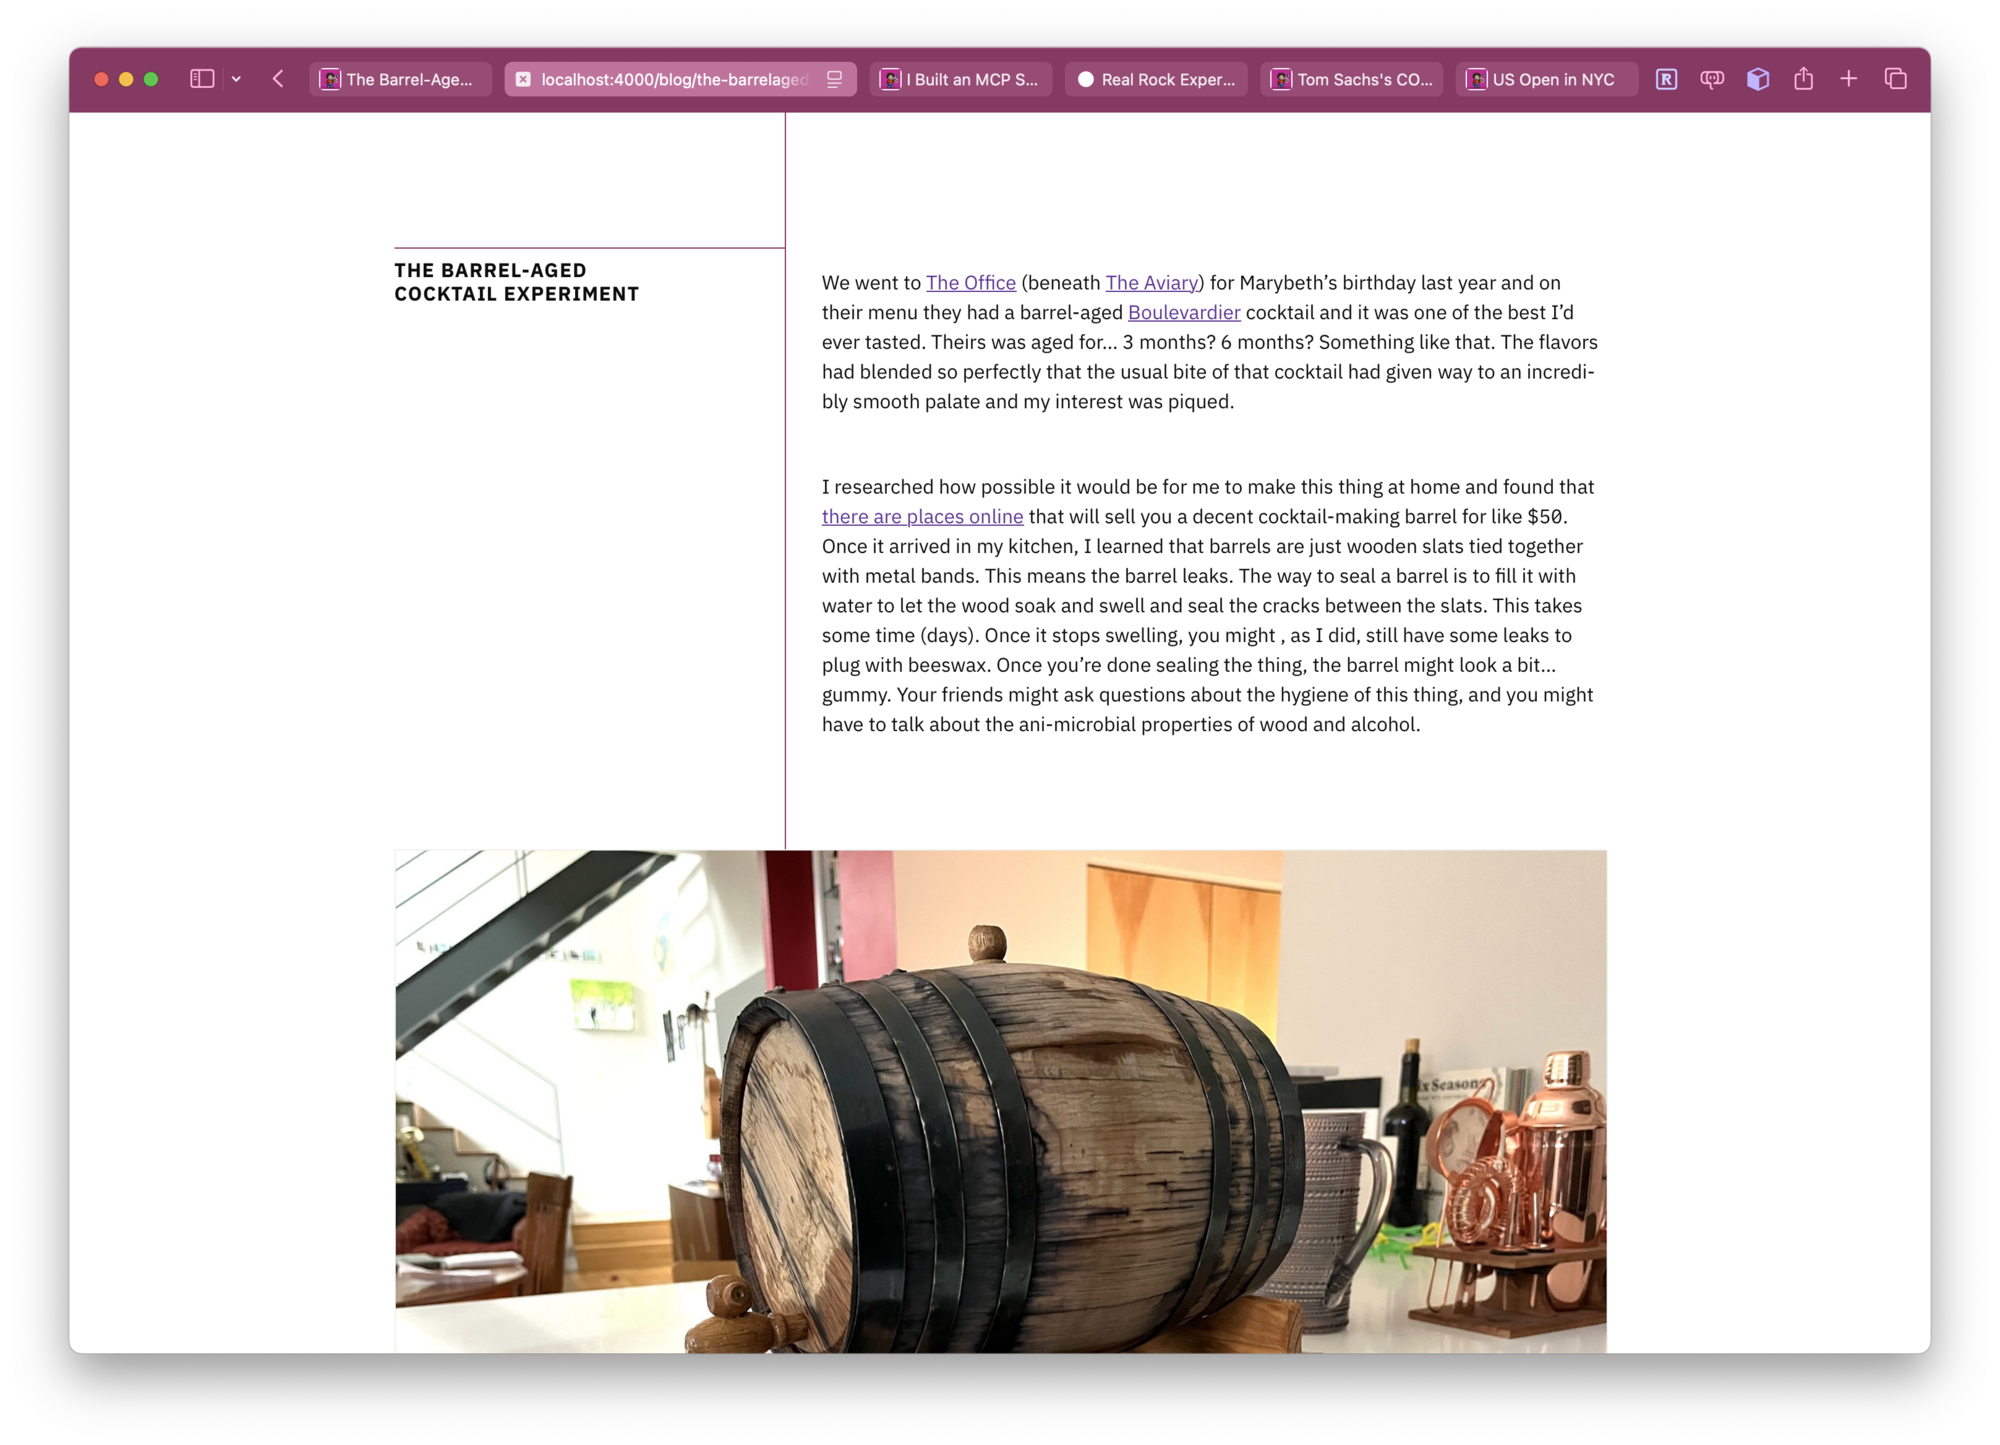 The Barrel-Age...
localhost:4000/blog/the-barrelaged
I Built an MCP S...
Real Rock Exper...
Tom Sachs's CO...
US Open in NYC
R
THE BARREL-AGED
COCKTAIL EXPERIMENT
We went to The Office (beneath The Aviary) for Marybeth’s birthday last year and on
their menu they had a barrel-aged Boulevardier cocktail and it was one of the best I’d
ever tasted. Theirs was aged for… 3 months? 6 months? Something like that. The flavors
had blended so perfectly that the usual bite of that cocktail had given way to an incredi-
bly smooth palate and my interest was piqued.
I researched how possible it would be for me to make this thing at home and found that
there are places online that will sell you a decent cocktail-making barrel for like $50.
Once it arrived in my kitchen, I learned that barrels are just wooden slats tied together
with metal bands. This means the barrel leaks. The way to seal a barrel is to fill it with
water to let the wood soak and swell and seal the cracks between the slats. This takes
some time (days). Once it stops swelling, you might , as I did, still have some leaks to
plug with beeswax. Once you’re done sealing the thing, the barrel might look a bit…
gummy. Your friends might ask questions about the hygiene of this thing, and you might
have to talk about the ani-microbial properties of wood and alcohol.
Seasons